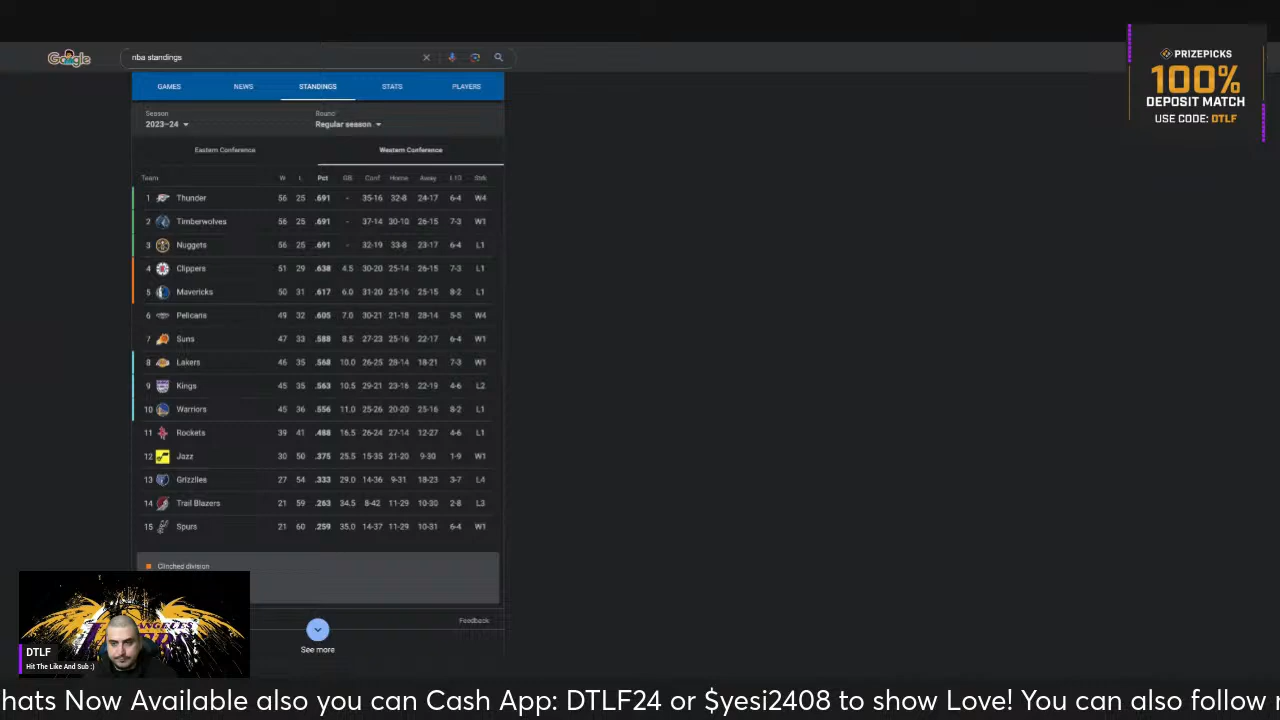 Google
nba standings
PRIZEPICKS
100%
DEPOSIT MATCH
USE CODE: DTLF
GAMES NEWS STANDINGS STATS PLAYERS
Season Round
2023–24 Regular season
Eastern Conference Western Conference
Team W L Pct GB Conf Home Away L10 Strk
1 Thunder 56 25 .691 - 35-16 32-8 24-17 6-4 W4
2 Timberwolves 56 25 .691 - 37-14 30-10 26-15 7-3 W1
3 Nuggets 56 25 .691 - 32-19 33-8 23-17 6-4 L1
4 Clippers 51 29 .638 4.5 30-20 25-14 26-15 7-3 L1
5 Mavericks 50 31 .617 6.0 31-20 25-16 25-15 8-2 L1
6 Pelicans 49 32 .605 7.0 30-21 21-18 28-14 5-5 W4
7 Suns 47 33 .588 8.5 27-23 25-16 22-17 6-4 W1
8 Lakers 46 35 .568 10.0 26-25 28-14 18-21 7-3 W1
9 Kings 45 35 .563 10.5 29-21 23-16 22-19 4-6 L2
10 Warriors 45 36 .556 11.0 25-26 20-20 25-16 8-2 L1
11 Rockets 39 41 .488 16.5 26-24 27-14 12-27 4-6 L1
12 Jazz 30 50 .375 25.5 15-35 21-20 9-30 1-9 W1
13 Grizzlies 27 54 .333 29.0 14-36 9-31 18-23 3-7 L4
14 Trail Blazers 21 59 .263 34.5 8-42 11-29 10-30 2-8 L3
15 Spurs 21 60 .259 35.0 14-37 11-29 10-31 6-4 W1
Clinched division
Feedback
See more
DTLF
Hit The Like And Sub :)
hats Now Available also you can Cash App: DTLF24 or $yesi2408 to show Love! You can also follow